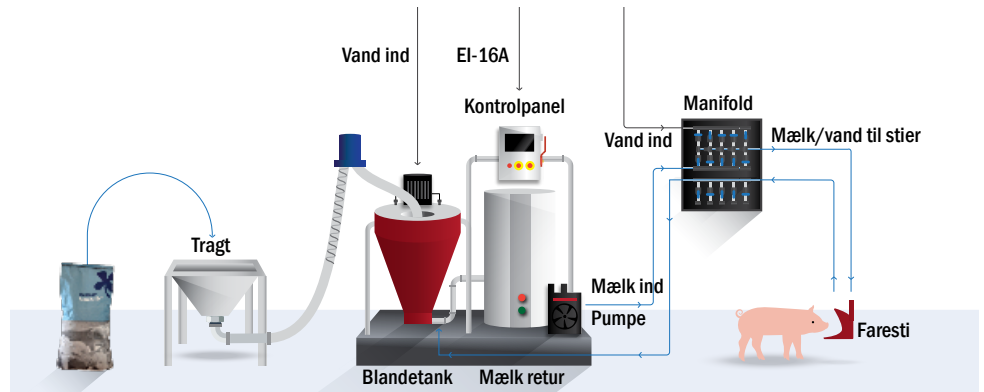 Vand ind
EI-16A
Kontrolpanel
Manifold
Vand ind
Mælk/vand til stier
Tragt
Mælk ind
Pumpe
Faresti
Blandetank
Mælk retur